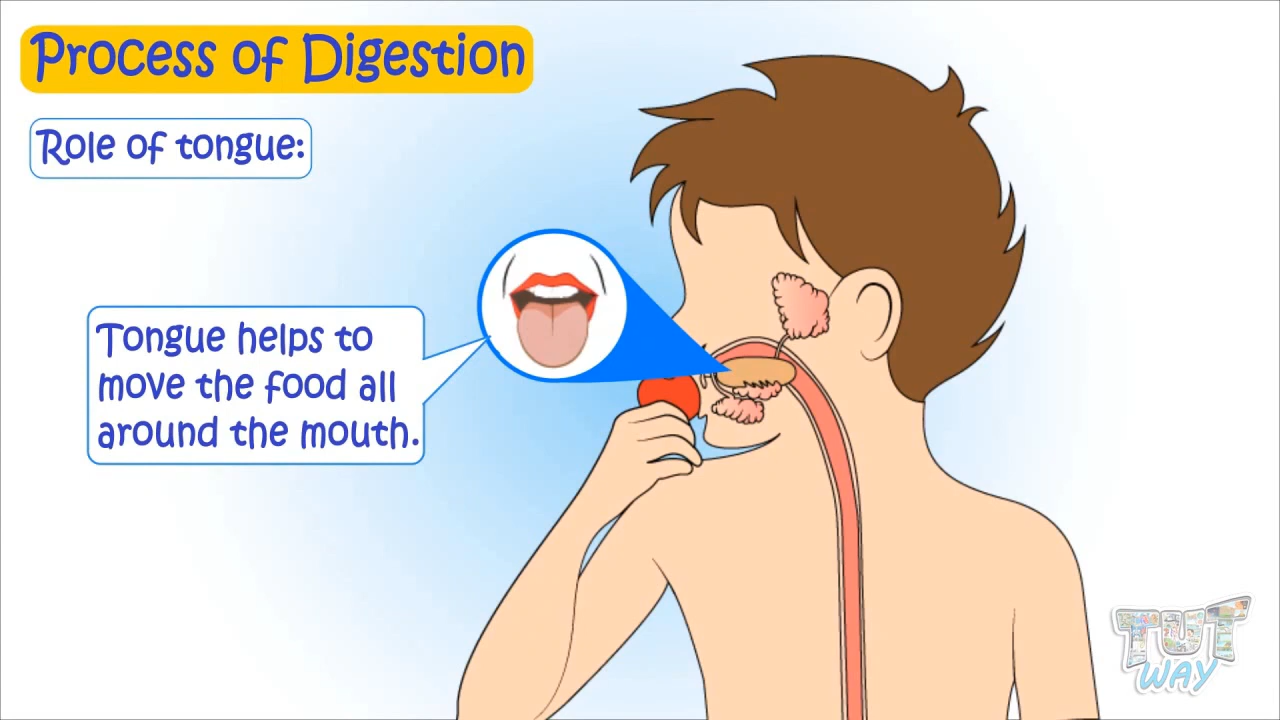 Process of Digestion
Role of tongue:
Tongue helps to
move the food all
around the mouth.
TUT
WAY